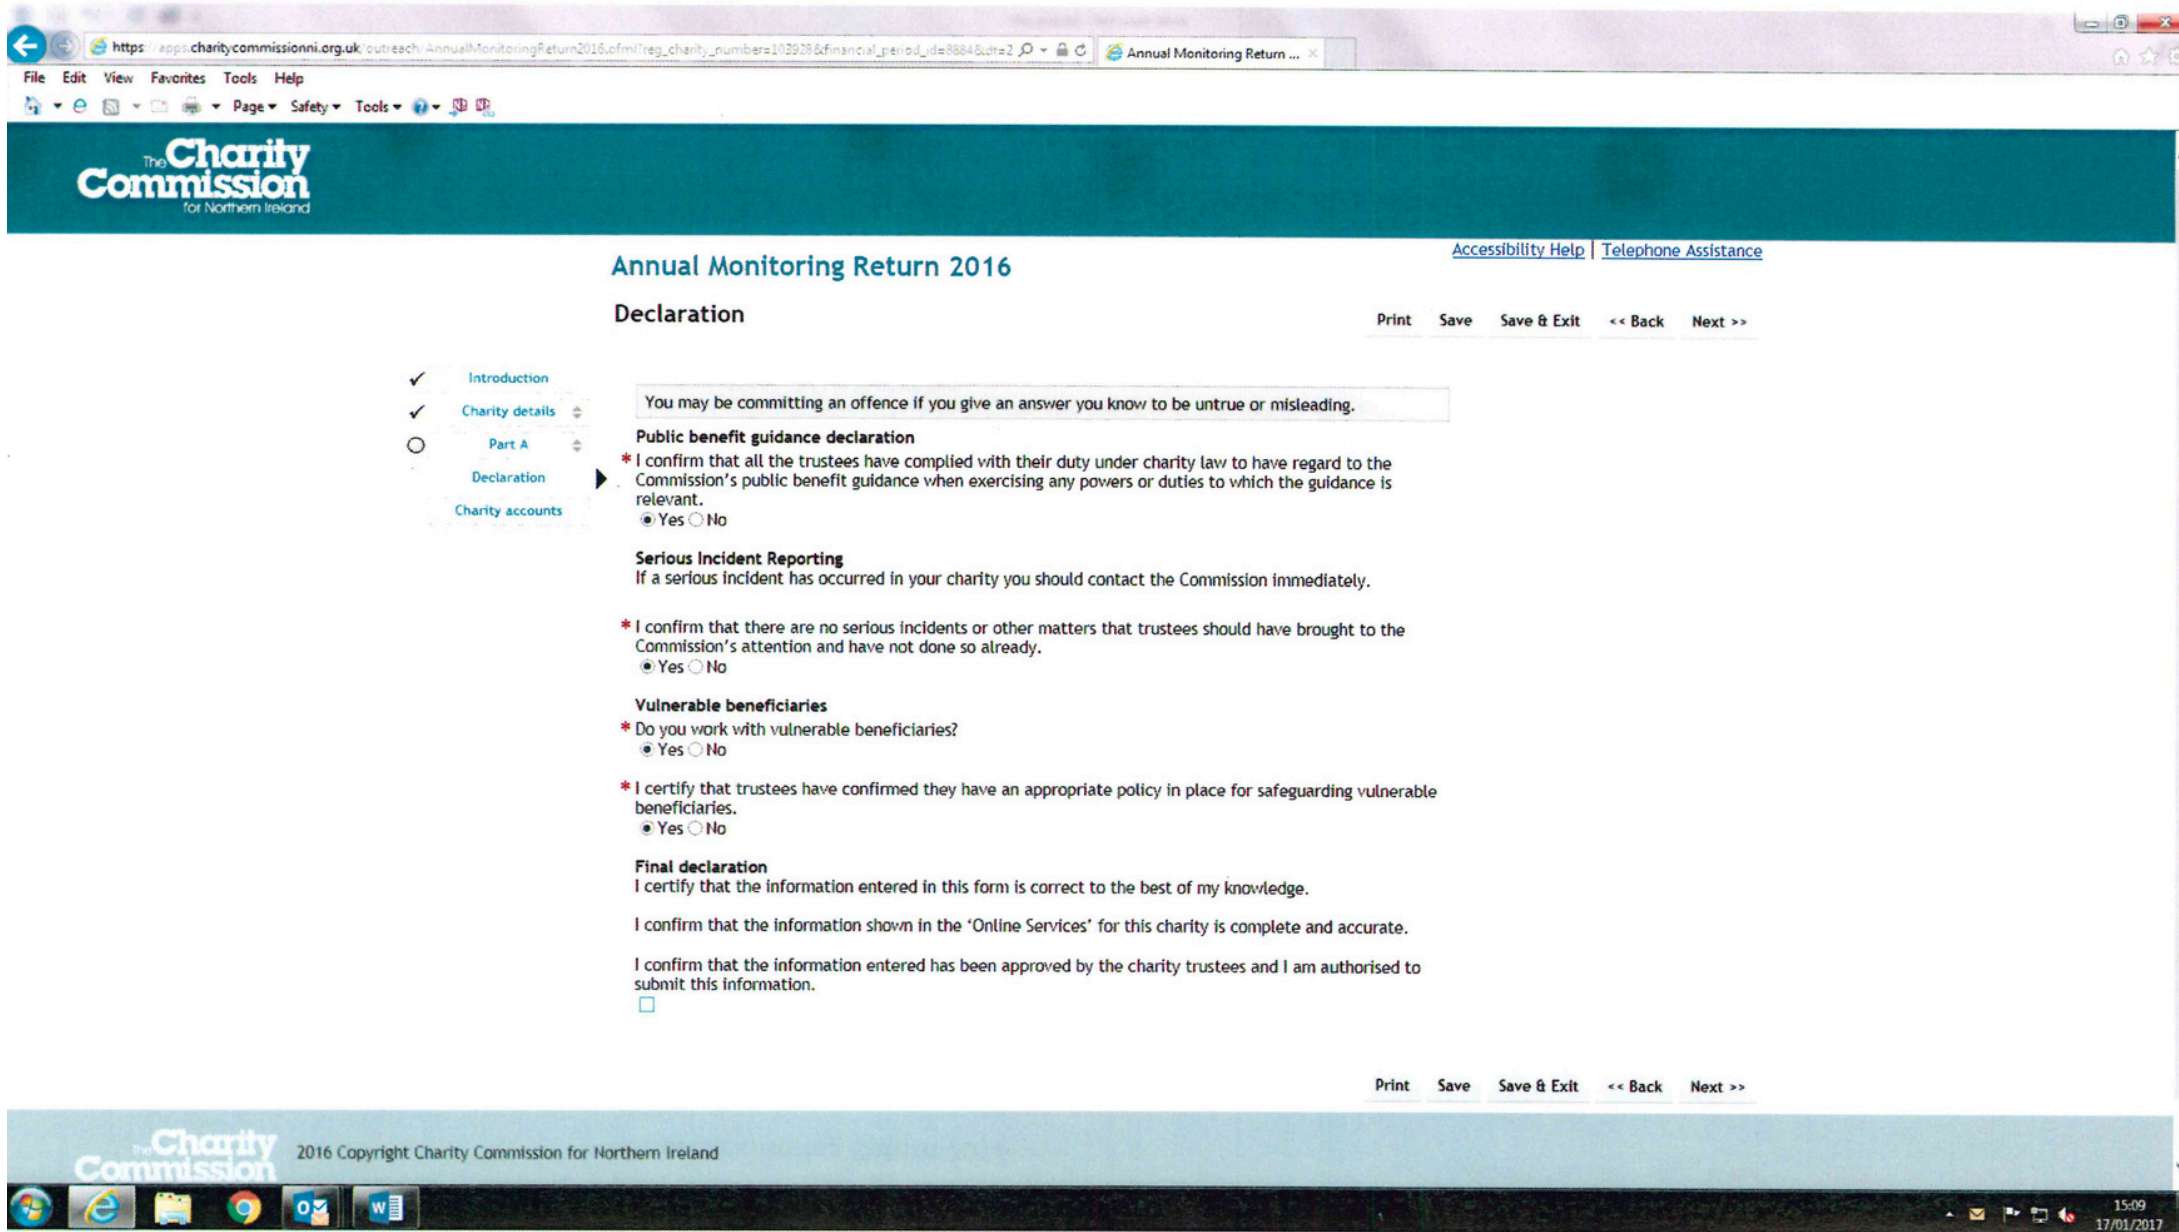 https://apps.charitycommissionni.org.uk/outreach/AnnualMonitoringReturn2016.ofml?reg_charity_number=103928&financial_period_id=8884&dt=2
Annual Monitoring Return ...
File Edit View Favorites Tools Help
Page Safety Tools
The Charity
Commission
for Northern Ireland
Accessibility Help | Telephone Assistance
Annual Monitoring Return 2016
Declaration
Print Save Save & Exit << Back Next >>
Introduction
Charity details
Part A
Declaration
Charity accounts
You may be committing an offence if you give an answer you know to be untrue or misleading.
Public benefit guidance declaration
* I confirm that all the trustees have complied with their duty under charity law to have regard to the
Commission's public benefit guidance when exercising any powers or duties to which the guidance is
relevant.
Yes No
Serious Incident Reporting
If a serious incident has occurred in your charity you should contact the Commission immediately.
* I confirm that there are no serious incidents or other matters that trustees should have brought to the
Commission's attention and have not done so already.
Yes No
Vulnerable beneficiaries
* Do you work with vulnerable beneficiaries?
Yes No
* I certify that trustees have confirmed they have an appropriate policy in place for safeguarding vulnerable
beneficiaries.
Yes No
Final declaration
I certify that the information entered in this form is correct to the best of my knowledge.
I confirm that the information shown in the 'Online Services' for this charity is complete and accurate.
I confirm that the information entered has been approved by the charity trustees and I am authorised to
submit this information.
Print Save Save & Exit << Back Next >>
The Charity
Commission
2016 Copyright Charity Commission for Northern Ireland
15:09
17/01/2017